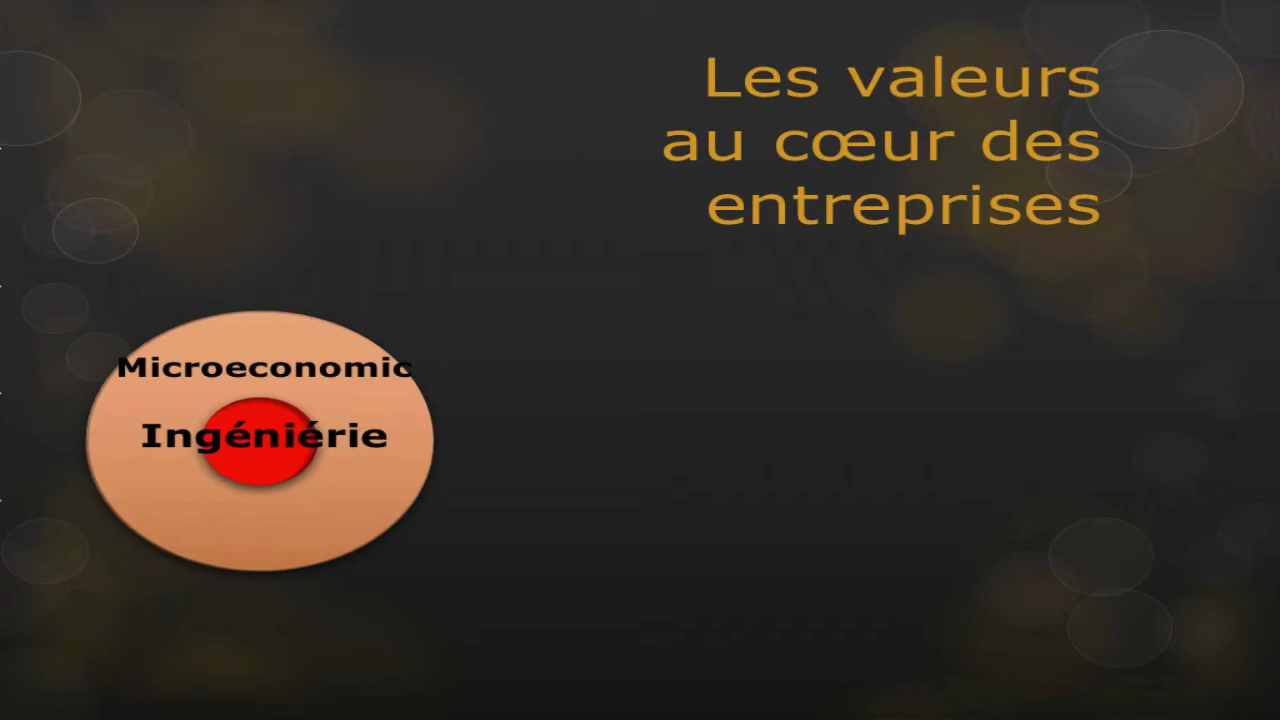 Les valeurs
au cœur des
entreprises
Microeconomic
Ingéniérie